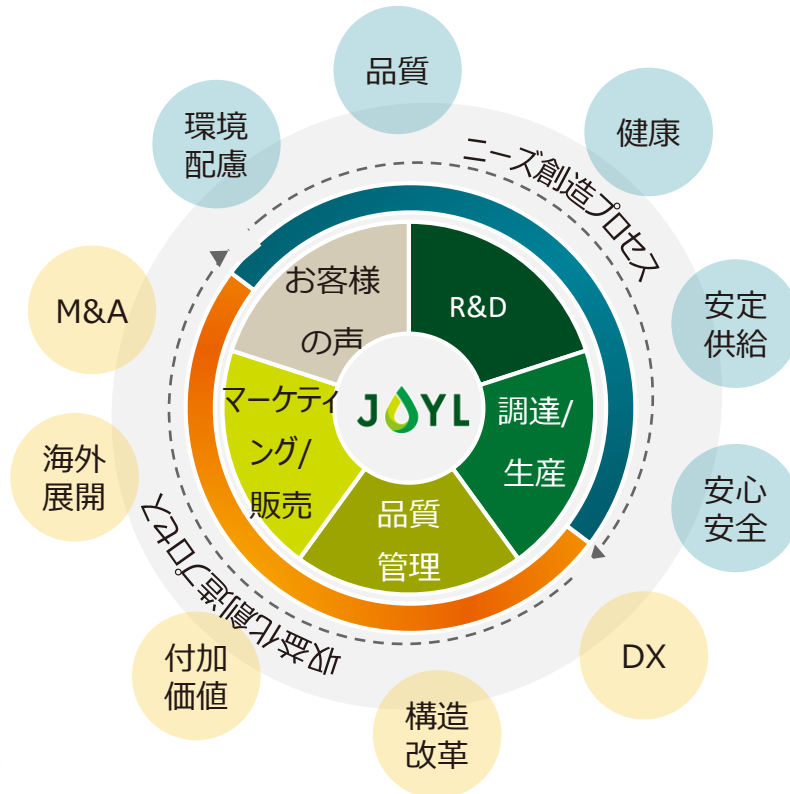 品質
環境
配慮
健康
ニーズ創造プロセス
M&A
安定
供給
お客様
の声
R&D
JOYL
マーケティ
ング/
販売
調達/
生産
品質
管理
海外
展開
安心
安全
収益化創造プロセス
付加
価値
構造
改革
DX